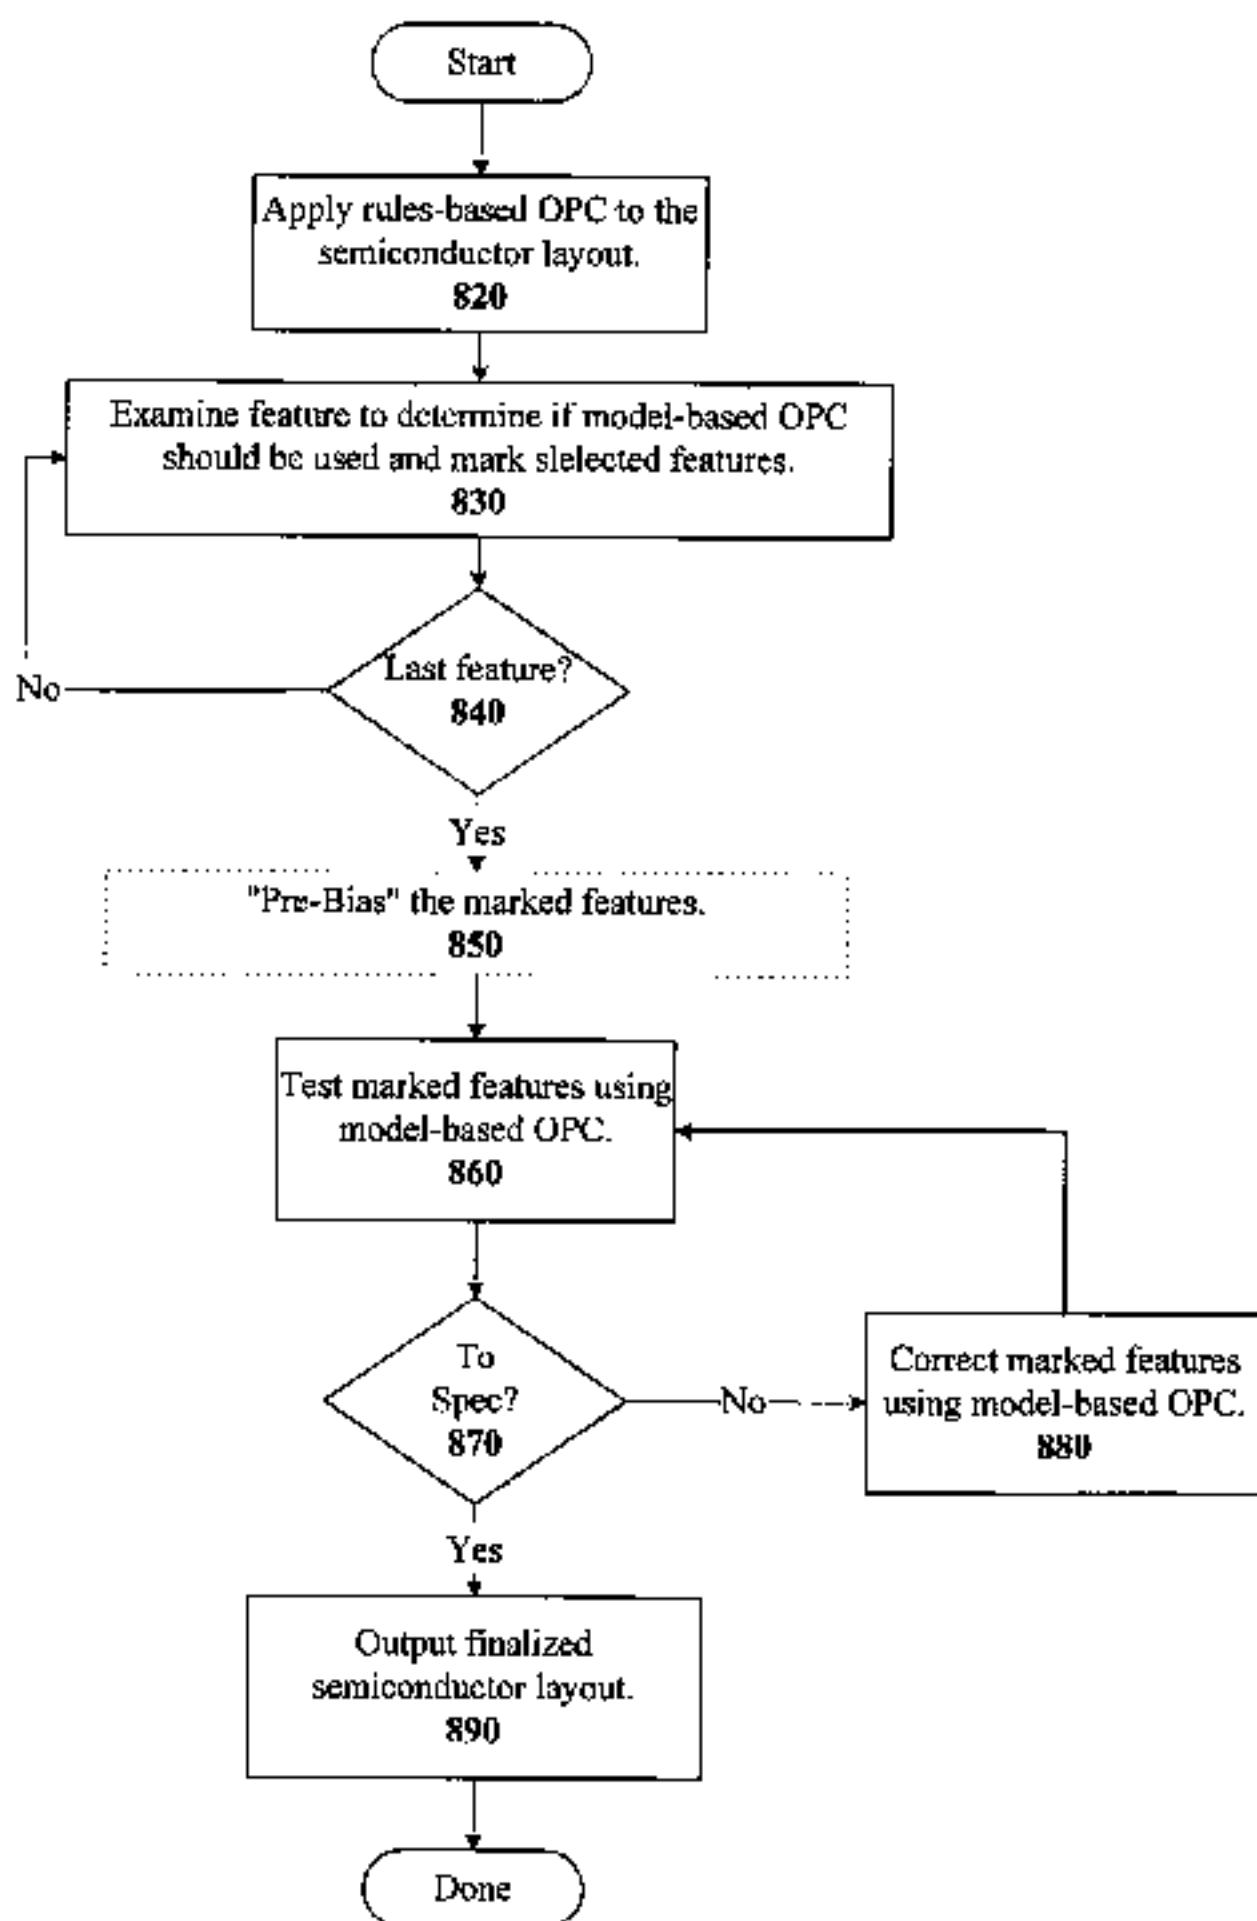 Start
Apply rules-based OPC to the
semiconductor layout.
820
Examine feature to determine if model-based OPC
should be used and mark slelected features.
830
Last feature?
840
No
Yes
"Pre-Bias" the marked features.
850
Test marked features using
model-based OPC.
860
To
Spec?
870
No
Correct marked features
using model-based OPC.
880
Yes
Output finalized
semiconductor layout.
890
Done